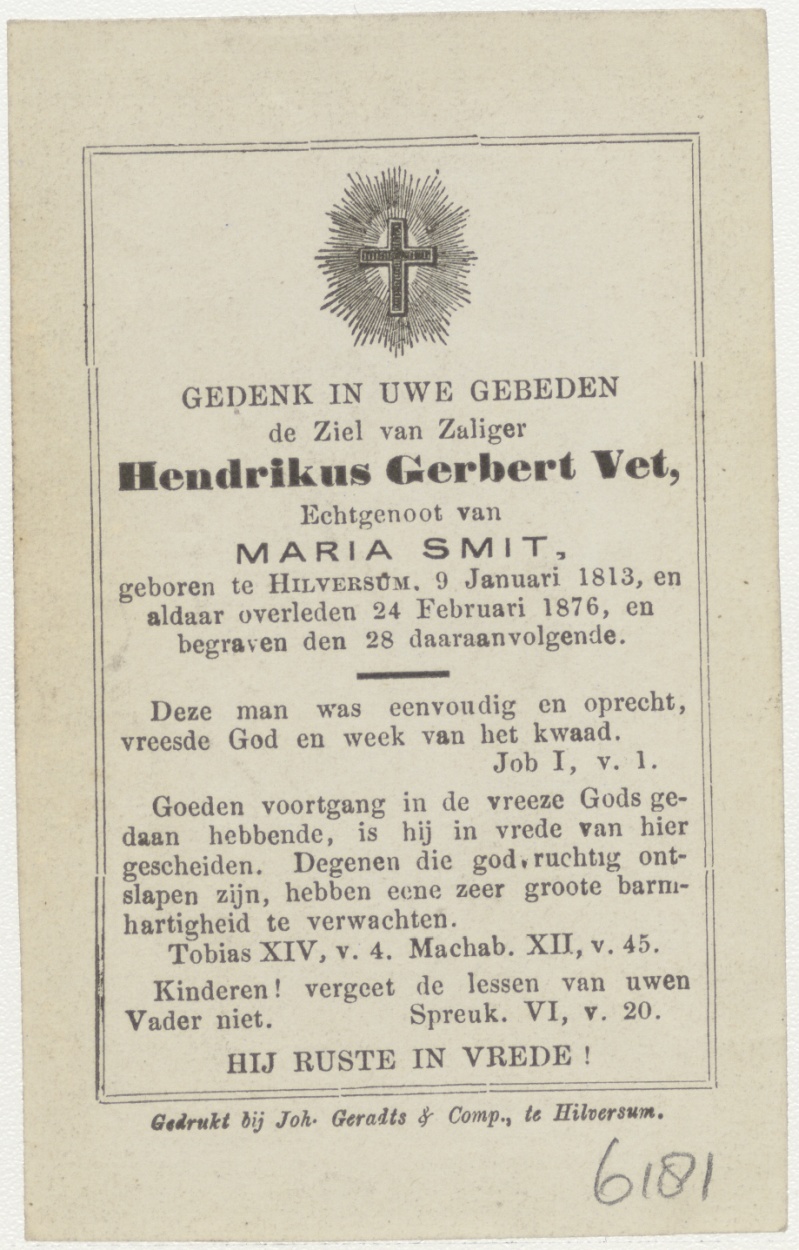 GEDENK IN UWE GEBEDEN
de Ziel van Zaliger
Hendrikus Gerbert Vet,
Echtgenoot van
MARIA SMIT,
geboren te HILVERSUM, 9 Januari 1813, en
aldaar overleden 24 Februari 1876, en
begraven den 28 daaraanvolgende.
Deze man was eenvoudig en oprecht,
vreesde God en week van het kwaad.
Job I, v. 1.
Goeden voortgang in de vreeze Gods ge-
daan hebbende, is hij in vrede van hier
gescheiden. Degenen die godvruchtig ont-
slapen zijn, hebben eene zeer groote barm-
hartigheid te verwachten.
Tobias XIV, v. 4. Machab. XII, v. 45.
Kinderen! vergeet de lessen van uwen
Vader niet. Spreuk. VI, v. 20.
HIJ RUSTE IN VREDE!
Gedrukt bij Joh. Geradts & Comp., te Hilversum.
6181